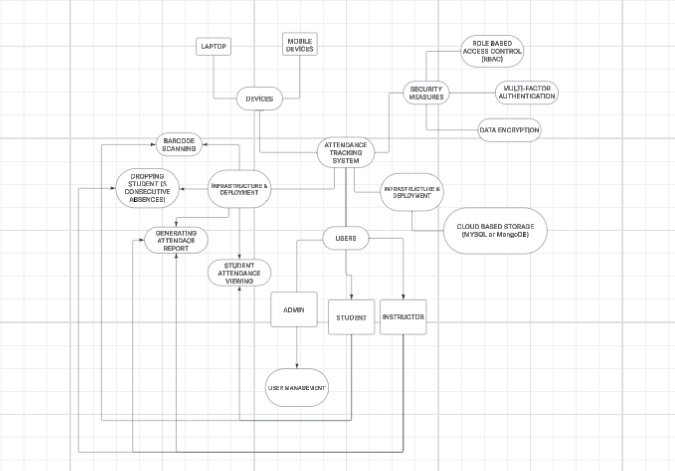 LAPTOP
MOBILE
DEVICES
ROLE BASED
ACCESS CONTROL
(RBAC)
DEVICES
SECURITY
MEASURES
MULTI-FACTOR
AUTHENTICATION
DATA ENCRYPTION
BARCODE
SCANNING
ATTENDANCE
TRACKING
SYSTEM
DROPPING
STUDENT (3
CONSECUTIVE
ABSENCES)
INFRASTRUCTURE &
DEPLOYMENT
INFRASTRUCTURE &
DEPLOYMENT
GENERATING
REPORT
USERS
CLOUD BASED STORAGE
(MYSQL or MongoDB)
STUDENT
ATTENDANCE
VIEWING
ADMIN
STUDENT
INSTRUCTOR
USER MANAGEMENT